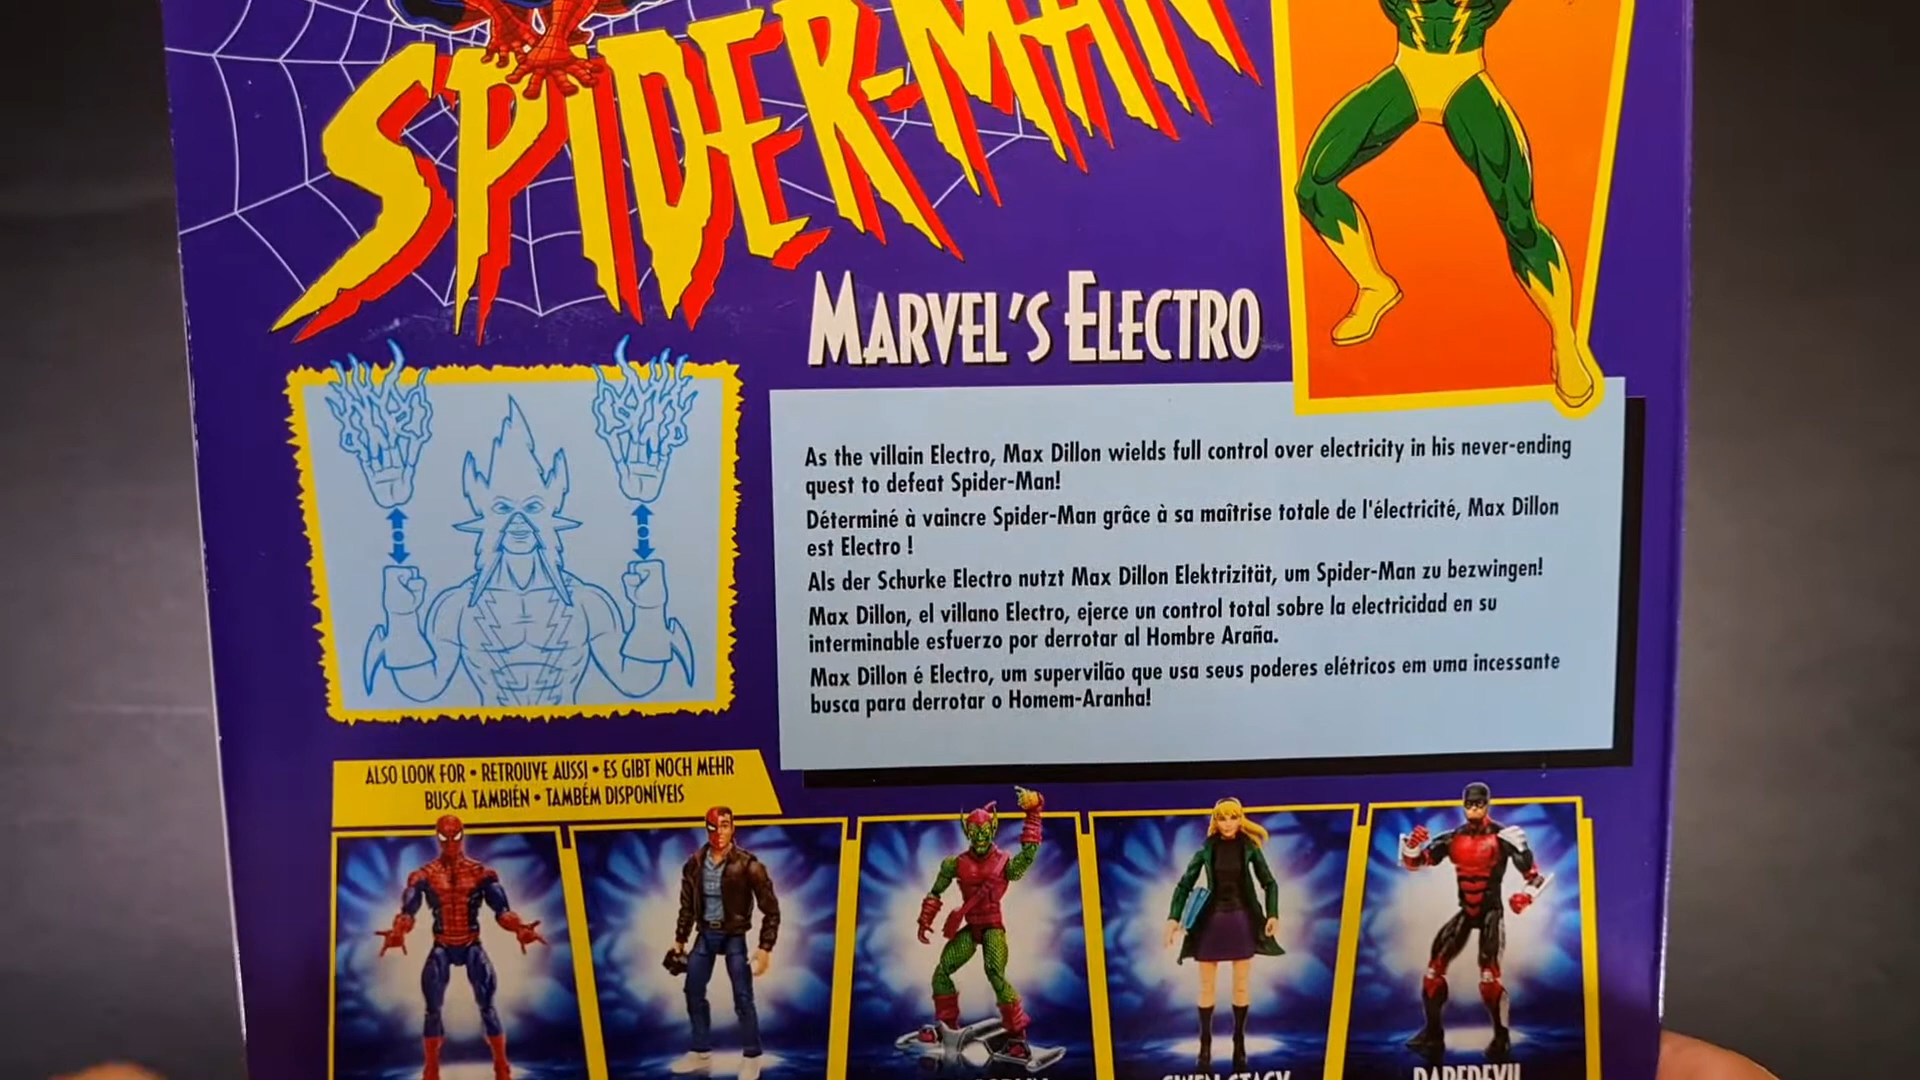 SPIDER-MAN
MARVEL'S ELECTRO
As the villain Electro, Max Dillon wields full control over electricity in his never-ending
quest to defeat Spider-Man!
Déterminé à vaincre Spider-Man grâce à sa maîtrise totale de l'électricité, Max Dillon
est Electro !
Als der Schurke Electro nutzt Max Dillon Elektrizität, um Spider-Man zu bezwingen!
Max Dillon, el villano Electro, ejerce un control total sobre la electricidad en su
interminable esfuerzo por derrotar al Hombre Araña.
Max Dillon é Electro, um supervilão que usa seus poderes elétricos em uma incessante
busca para derrotar o Homem-Aranha!
ALSO LOOK FOR • RETROUVE AUSSI • ES GIBT NOCH MEHR
BUSCA TAMBIÉN • TAMBÉM DISPONÍVEIS
GWEN STACY
DAREDEVIL